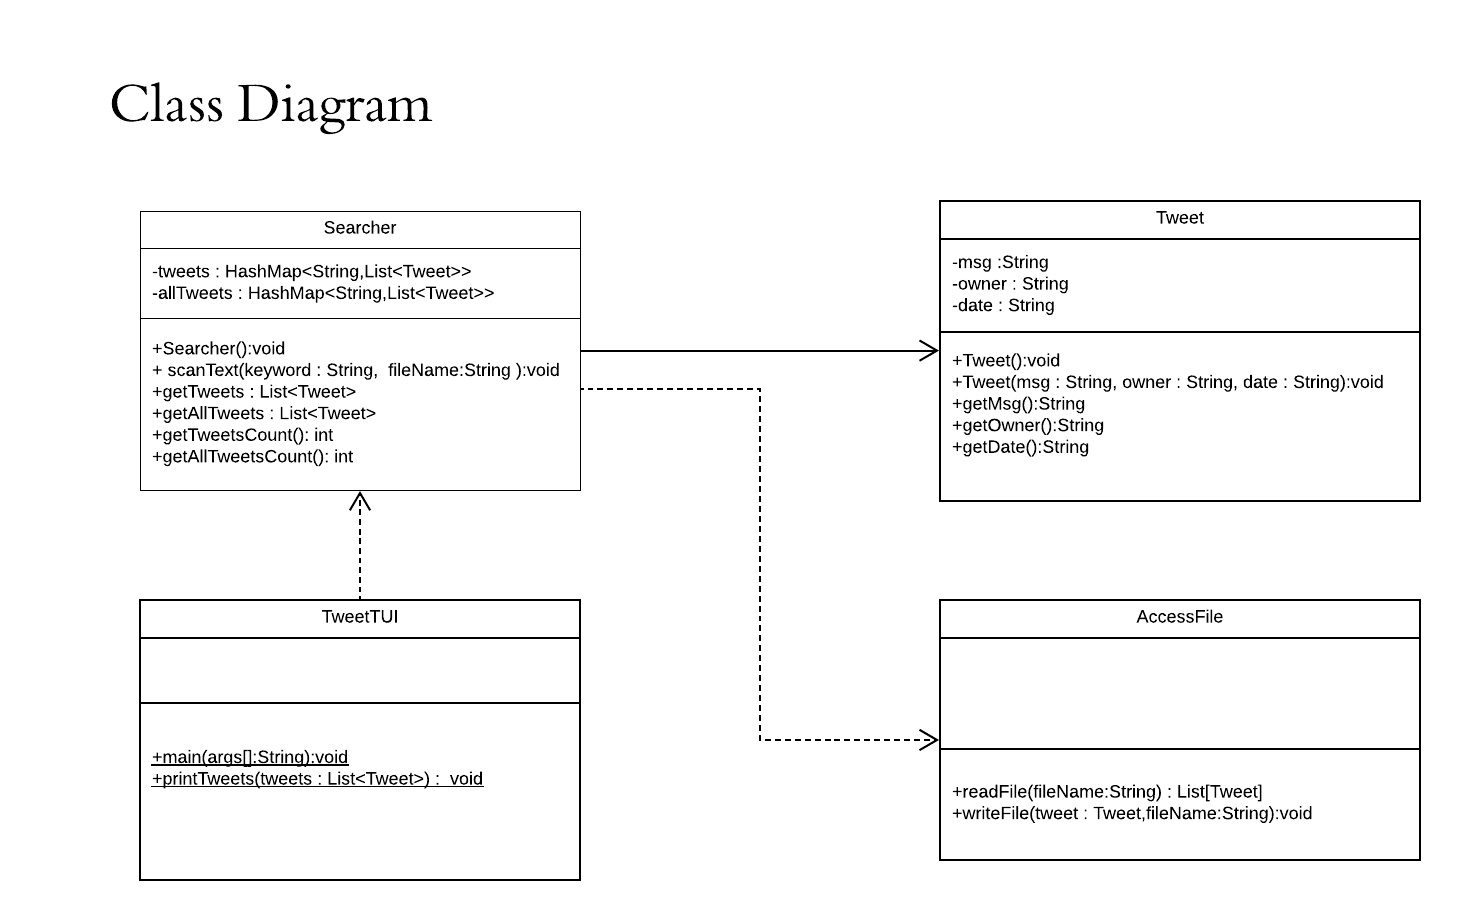 Class Diagram
Searcher
-tweets : HashMap<String,List<Tweet>>
-allTweets : HashMap<String,List<Tweet>>
+Searcher():void
+ scanText(keyword : String,  fileName:String ):void
+getTweets : List<Tweet>
+getAllTweets : List<Tweet>
+getTweetsCount(): int
+getAllTweetsCount(): int
Tweet
-msg :String
-owner : String
-date : String
+Tweet():void
+Tweet(msg : String, owner : String, date : String):void
+getMsg():String
+getOwner():String
+getDate():String
TweetTUI
+main(args[]:String):void
+printTweets(tweets : List<Tweet>) :  void
AccessFile
+readFile(fileName:String) : List[Tweet]
+writeFile(tweet : Tweet,fileName:String):void